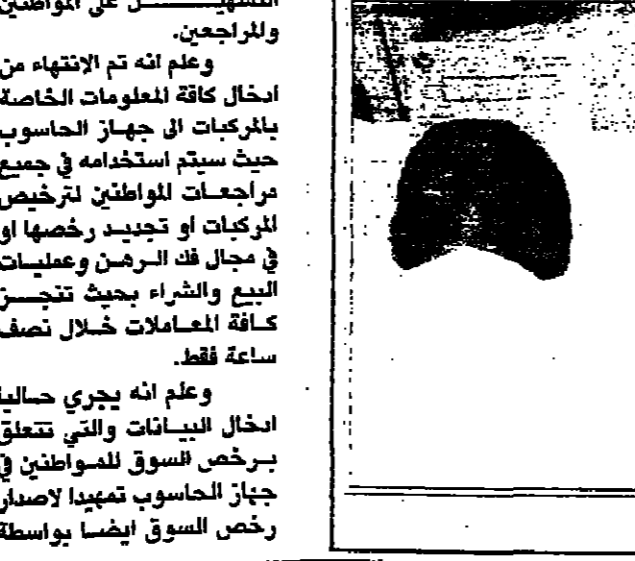 التسهيل على المواطنين
وللراجعين.
وعلم انه تم الإنتهاء من
ادخال كافة المعلومات الخاصة
بالمركبات الى جهاز الحاسوب
حيث سيتم استخدامه في جميع
مراجعات المواطنين لترخيص
المركبات او تجديد رخصها او
في مجال فك الرهن وعمليات
البيع والشراء بحيث تنجز
كافة المعاملات خلال نصف
ساعة فقط.
وعلم انه يجري حاليا
ادخال البيانات والتي تتعلق
برخص السوق للمواطنين في
جهاز الحاسوب تمهيدا لاصدار
رخص السوق ايضا بواسطة